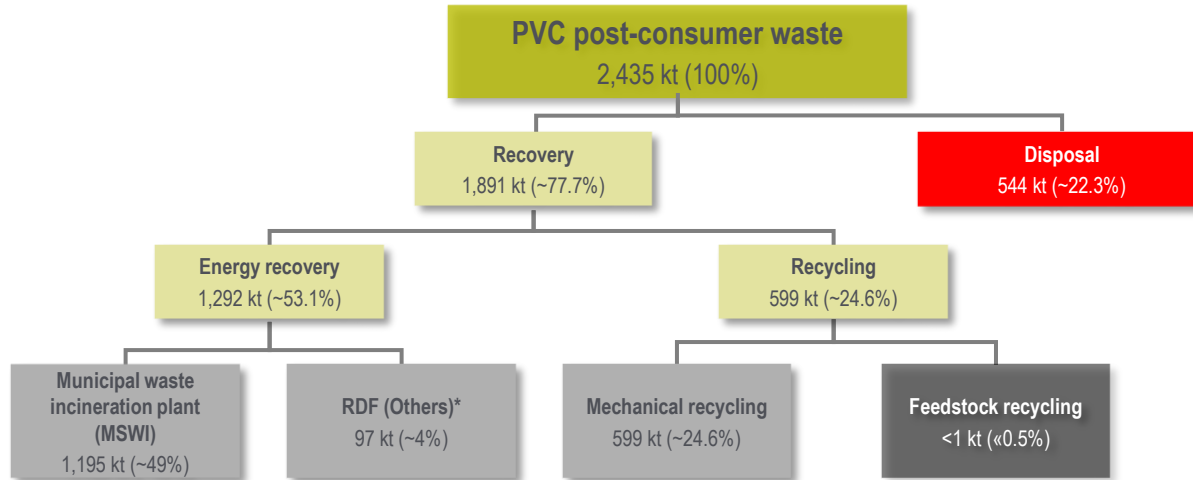 PVC post-consumer waste
2,435 kt (100%)
Recovery
1,891 kt (~77.7%)
Disposal
544 kt (~22.3%)
Energy recovery
1,292 kt (~53.1%)
Recycling
599 kt (~24.6%)
Municipal waste
incineration plant
(MSWI)
1,195 kt (~49%)
RDF (Others)*
97 kt (~4%)
Mechanical recycling
599 kt (~24.6%)
Feedstock recycling
<1 kt («0.5%)